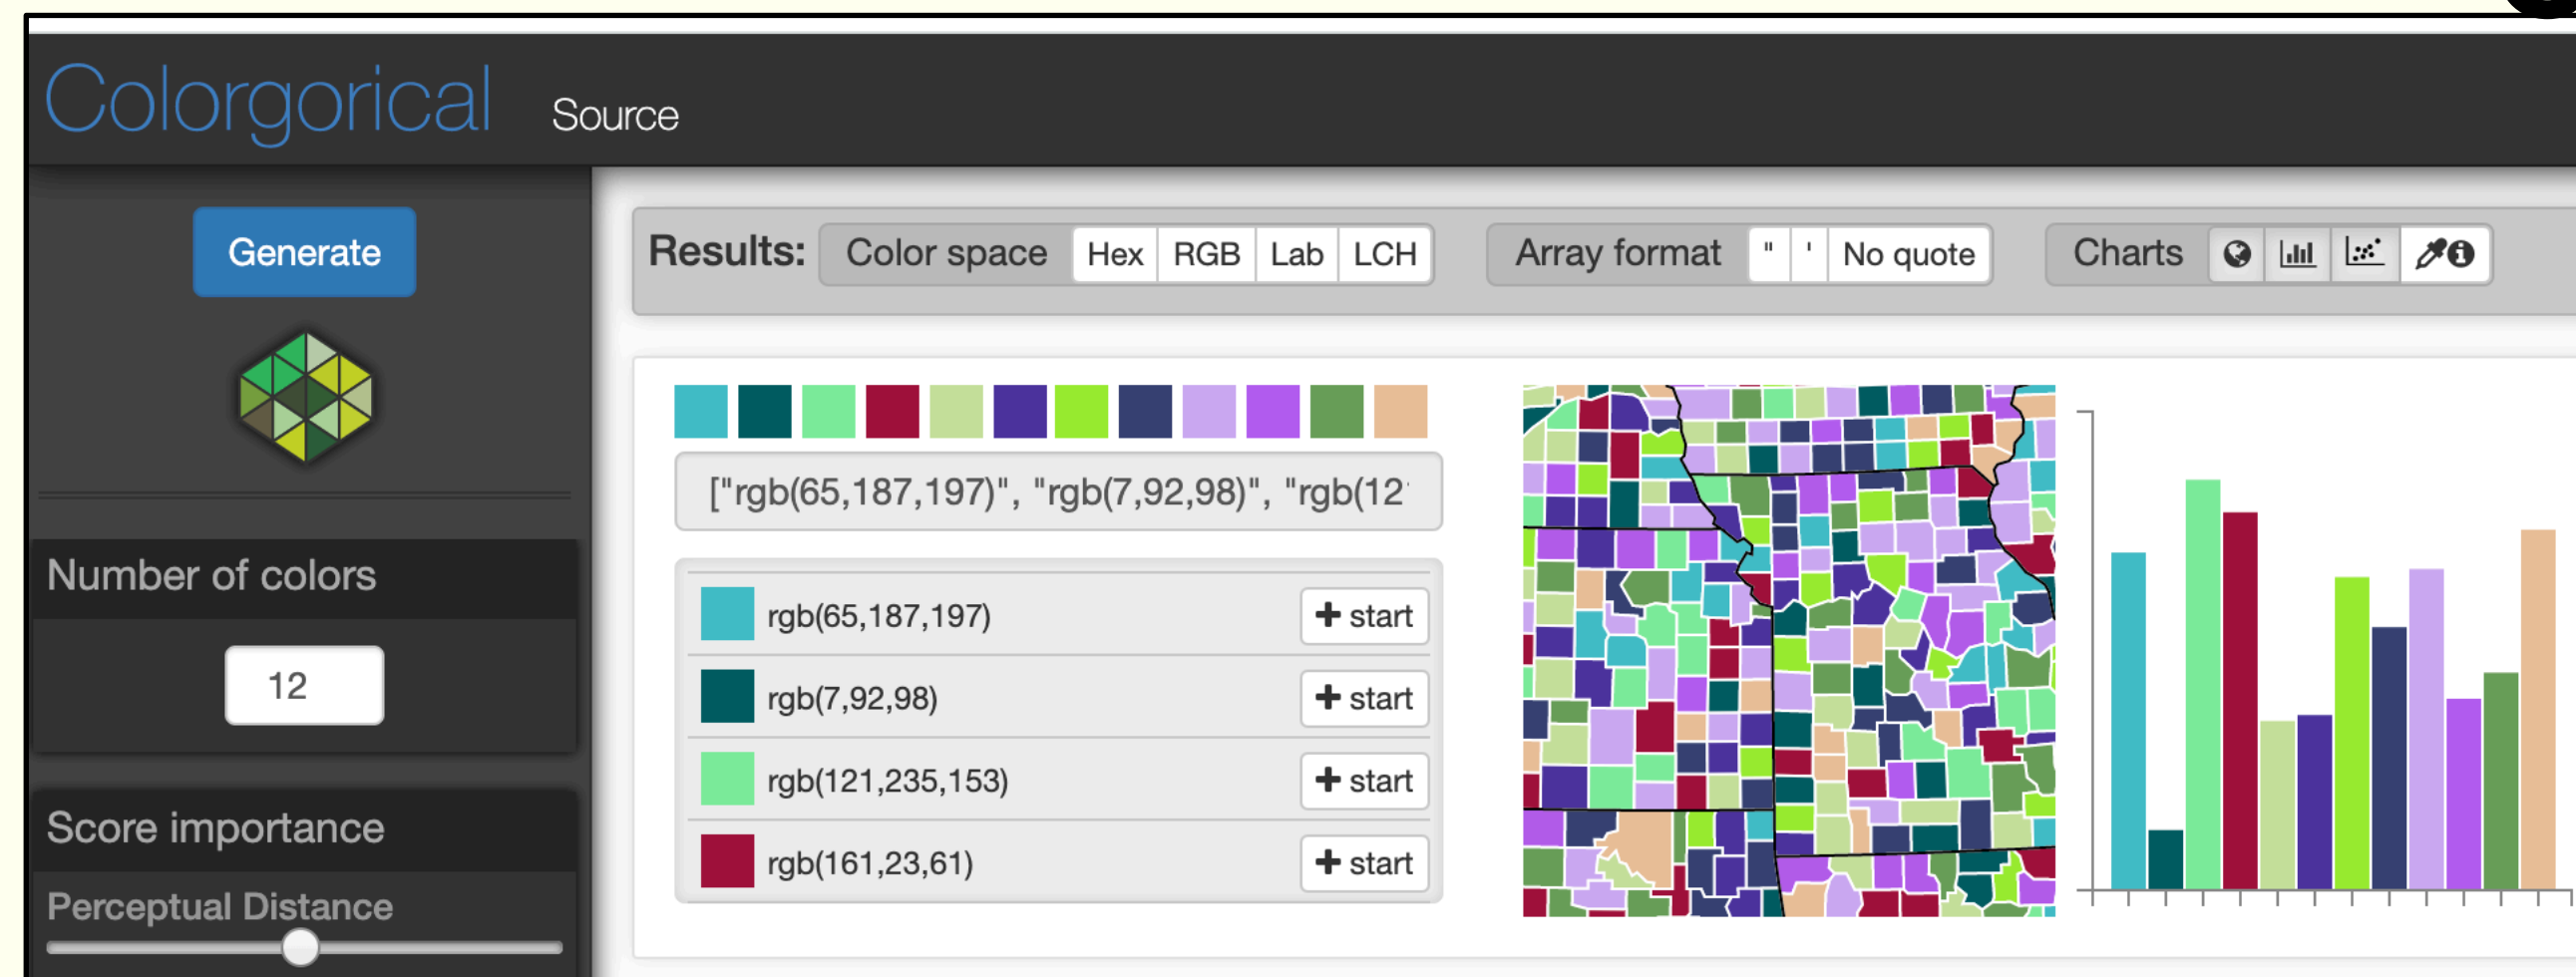 Colorgorical Source
Generate
Results: Color space Hex RGB Lab LCH Array format " ' No quote Charts
["rgb(65,187,197)", "rgb(7,92,98)", "rgb(12
Number of colors
12
rgb(65,187,197) + start
rgb(7,92,98) + start
rgb(121,235,153) + start
rgb(161,23,61) + start
Score importance
Perceptual Distance